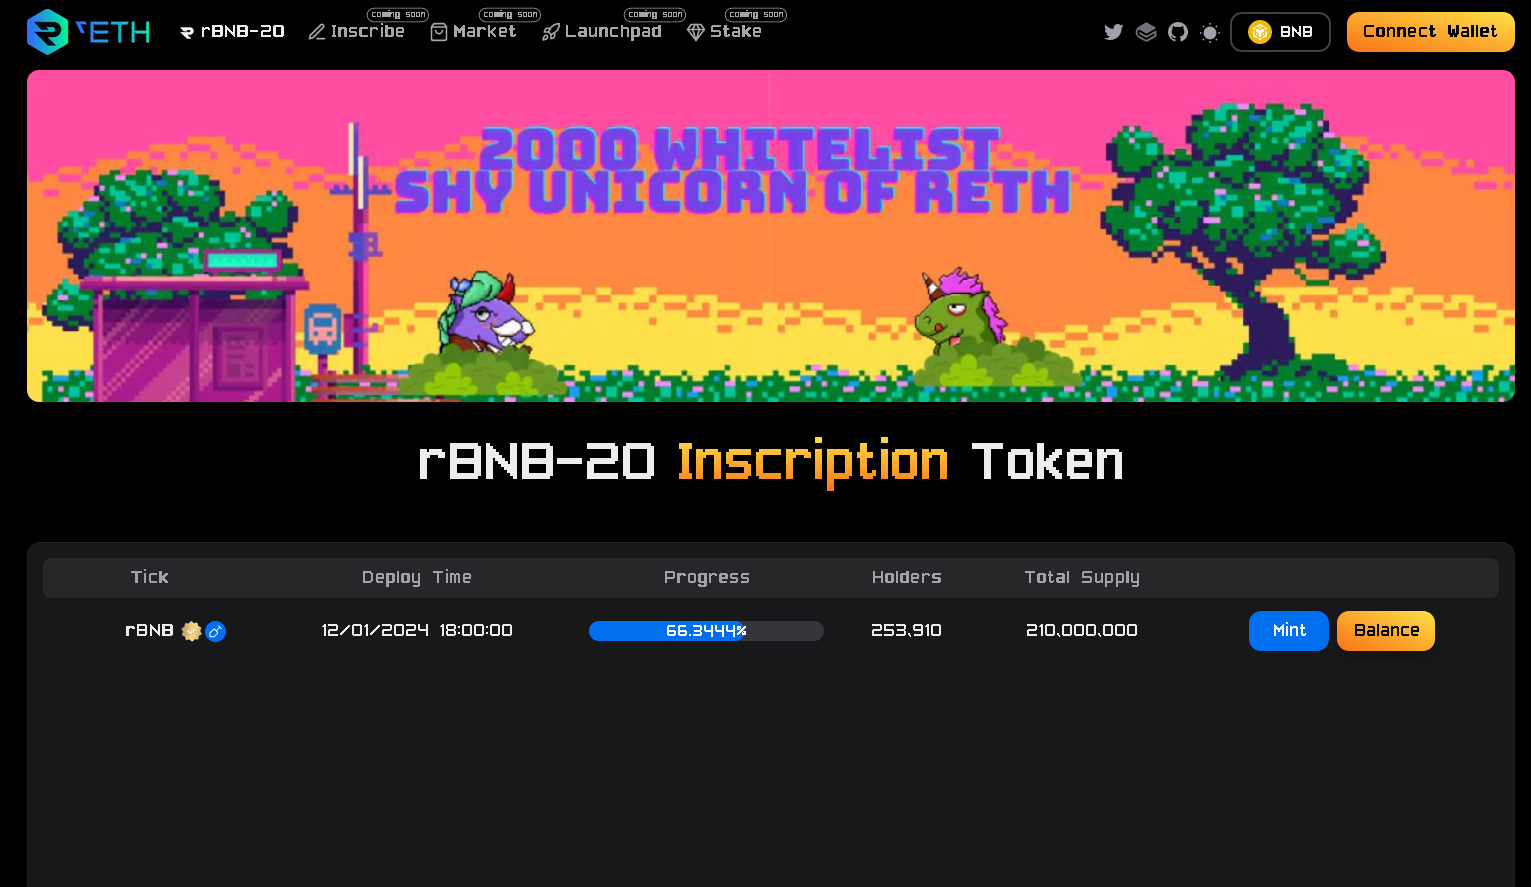 rETH
rBNB-20
Inscribe
coming soon
Market
coming soon
Launchpad
coming soon
Stake
coming soon
BNB
Connect Wallet
2000 WHITELIST
SHY UNICORN OF RETH
rBNB-20 Inscription Token
Tick Deploy Time Progress Holders Total Supply
rBNB 12/01/2024 18:00:00 66.3444% 253,910 210,000,000 Mint Balance